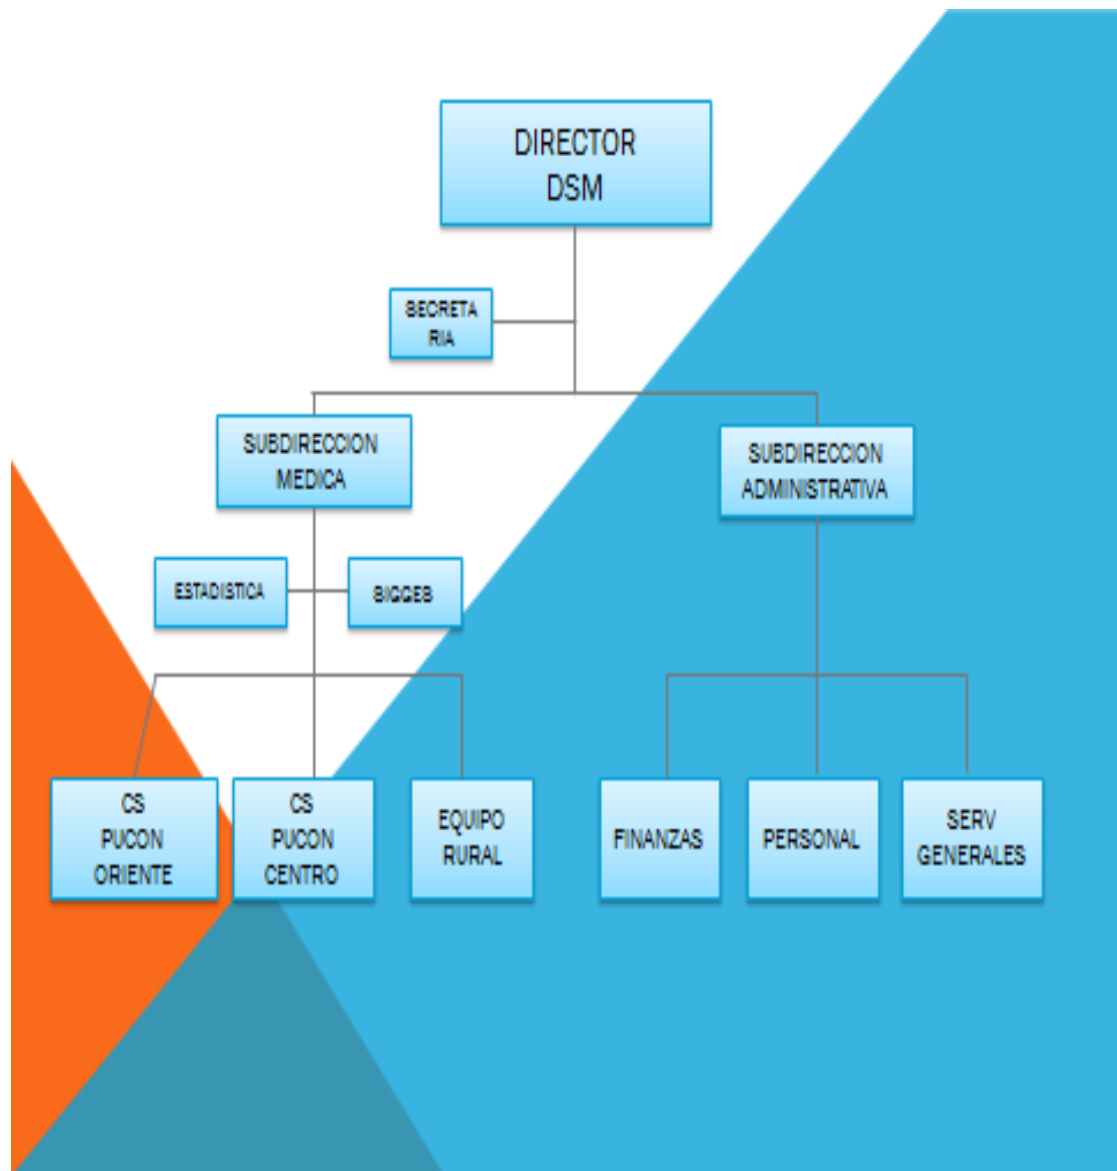 DIRECTOR
DSM
SECRETA
RIA
SUBDIRECCION
MEDICA
SUBDIRECCION
ADMINISTRATIVA
ESTADISTICA
SIGGES
CS
PUCON
ORIENTE
CS
PUCON
CENTRO
EQUIPO
RURAL
FINANZAS
PERSONAL
SERV
GENERALES